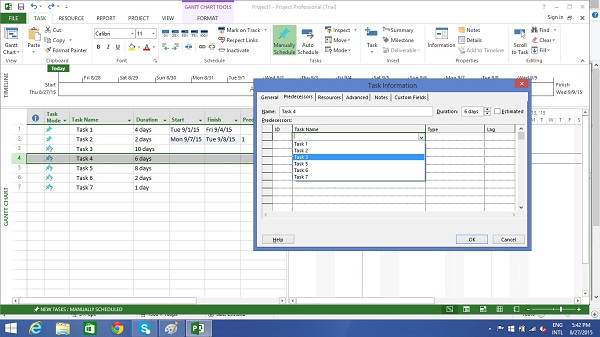 GANTT CHART TOOLS
Project1 - Project Professional (Trial)
FILE TASK RESOURCE REPORT PROJECT VIEW FORMAT
Sign in
Gantt Chart
Paste
Cut
Copy
Format Painter
Calibri 11
B I U
Mark on Track
Respect Links
Inactivate
Manually Schedule
Auto Schedule
Inspect
Move
Mode
Task
Summary
Milestone
Deliverable
Information
Notes
Details
Add to Timeline
Scroll to Task
Find
Clear
Fill
View Clipboard Font Schedule Tasks Insert Properties Editing
TIMELINE
Today
Start
Thu 8/27/15
Fri 8/28 Sat 8/29 Sun 8/30 Mon 8/31 Tue 9/1
Wed 9/9
Finish
Wed 9/9/15
Task Mode Task Name Duration Start Finish
1 Task 1 4 days Tue 9/1/15 Fri 9/4/15
2 Task 2 2 days Mon 9/7/15 Tue 9/8/15 1
3 Task 3 10 days
4 Task 4 6 days
5 Task 5 8 days
6 Task 6 2 days
7 Task 7 1 day
GANTT CHART
Task Information
General Predecessors Resources Advanced Notes Custom Fields
Name: Task 4 Duration: 6 days Estimated
Predecessors:
ID Task Name Type Lag
Task 1
Task 2
Task 3
Task 5
Task 6
Task 7
Help OK Cancel
NEW TASKS : MANUALLY SCHEDULED
ENG
INTL
5:42 PM
8/27/2015